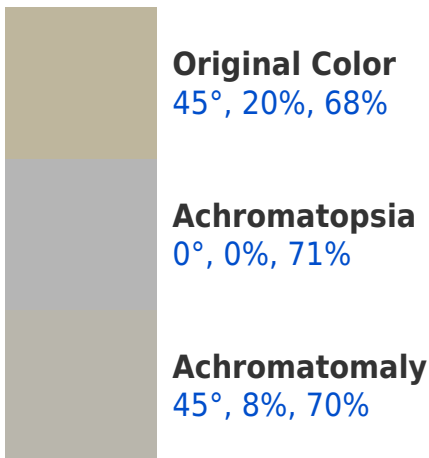 Original Color
45°, 20%, 68%
Achromatopsia
0°, 0%, 71%
Achromatomaly
45°, 8%, 70%